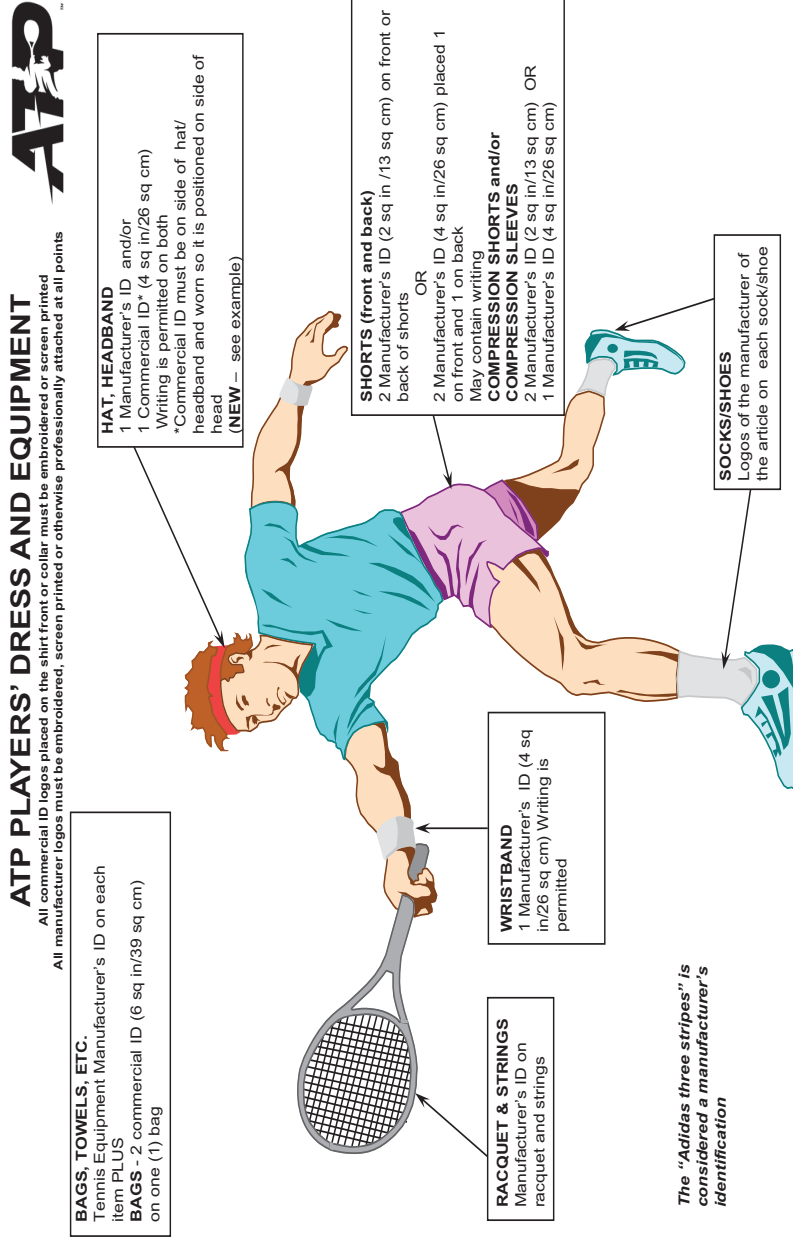 ATP
™
ATP PLAYERS' DRESS AND EQUIPMENT
All commercial ID logos placed on the shirt front or collar must be embroidered or screen printed
All manufacturer logos must be embroidered, screen printed or otherwise professionally attached at all points
BAGS, TOWELS, ETC.
Tennis Equipment Manufacturer's ID on each
item PLUS
BAGS - 2 commercial ID (6 sq in/39 sq cm)
on one (1) bag
HAT, HEADBAND
1 Manufacturer's ID and/or
1 Commercial ID* (4 sq in/26 sq cm)
Writing is permitted on both
*Commercial ID must be on side of hat/
headband and worn so it is positioned on side of
head
(NEW – see example)
SHORTS (front and back)
2 Manufacturer's ID (2 sq in /13 sq cm) on front or
back of shorts
OR
2 Manufacturer's ID (4 sq in/26 sq cm) placed 1
on front and 1 on back
May contain writing
COMPRESSION SHORTS and/or
COMPRESSION SLEEVES
2 Manufacturer's ID (2 sq in/13 sq cm) OR
1 Manufacturer's ID (4 sq in/26 sq cm)
RACQUET & STRINGS
Manufacturer's ID on
racquet and strings
WRISTBAND
1 Manufacturer's ID (4 sq
in/26 sq cm) Writing is
permitted
SOCKS/SHOES
Logos of the manufacturer of
the article on each sock/shoe
The "Adidas three stripes" is
considered a manufacturer's
identification